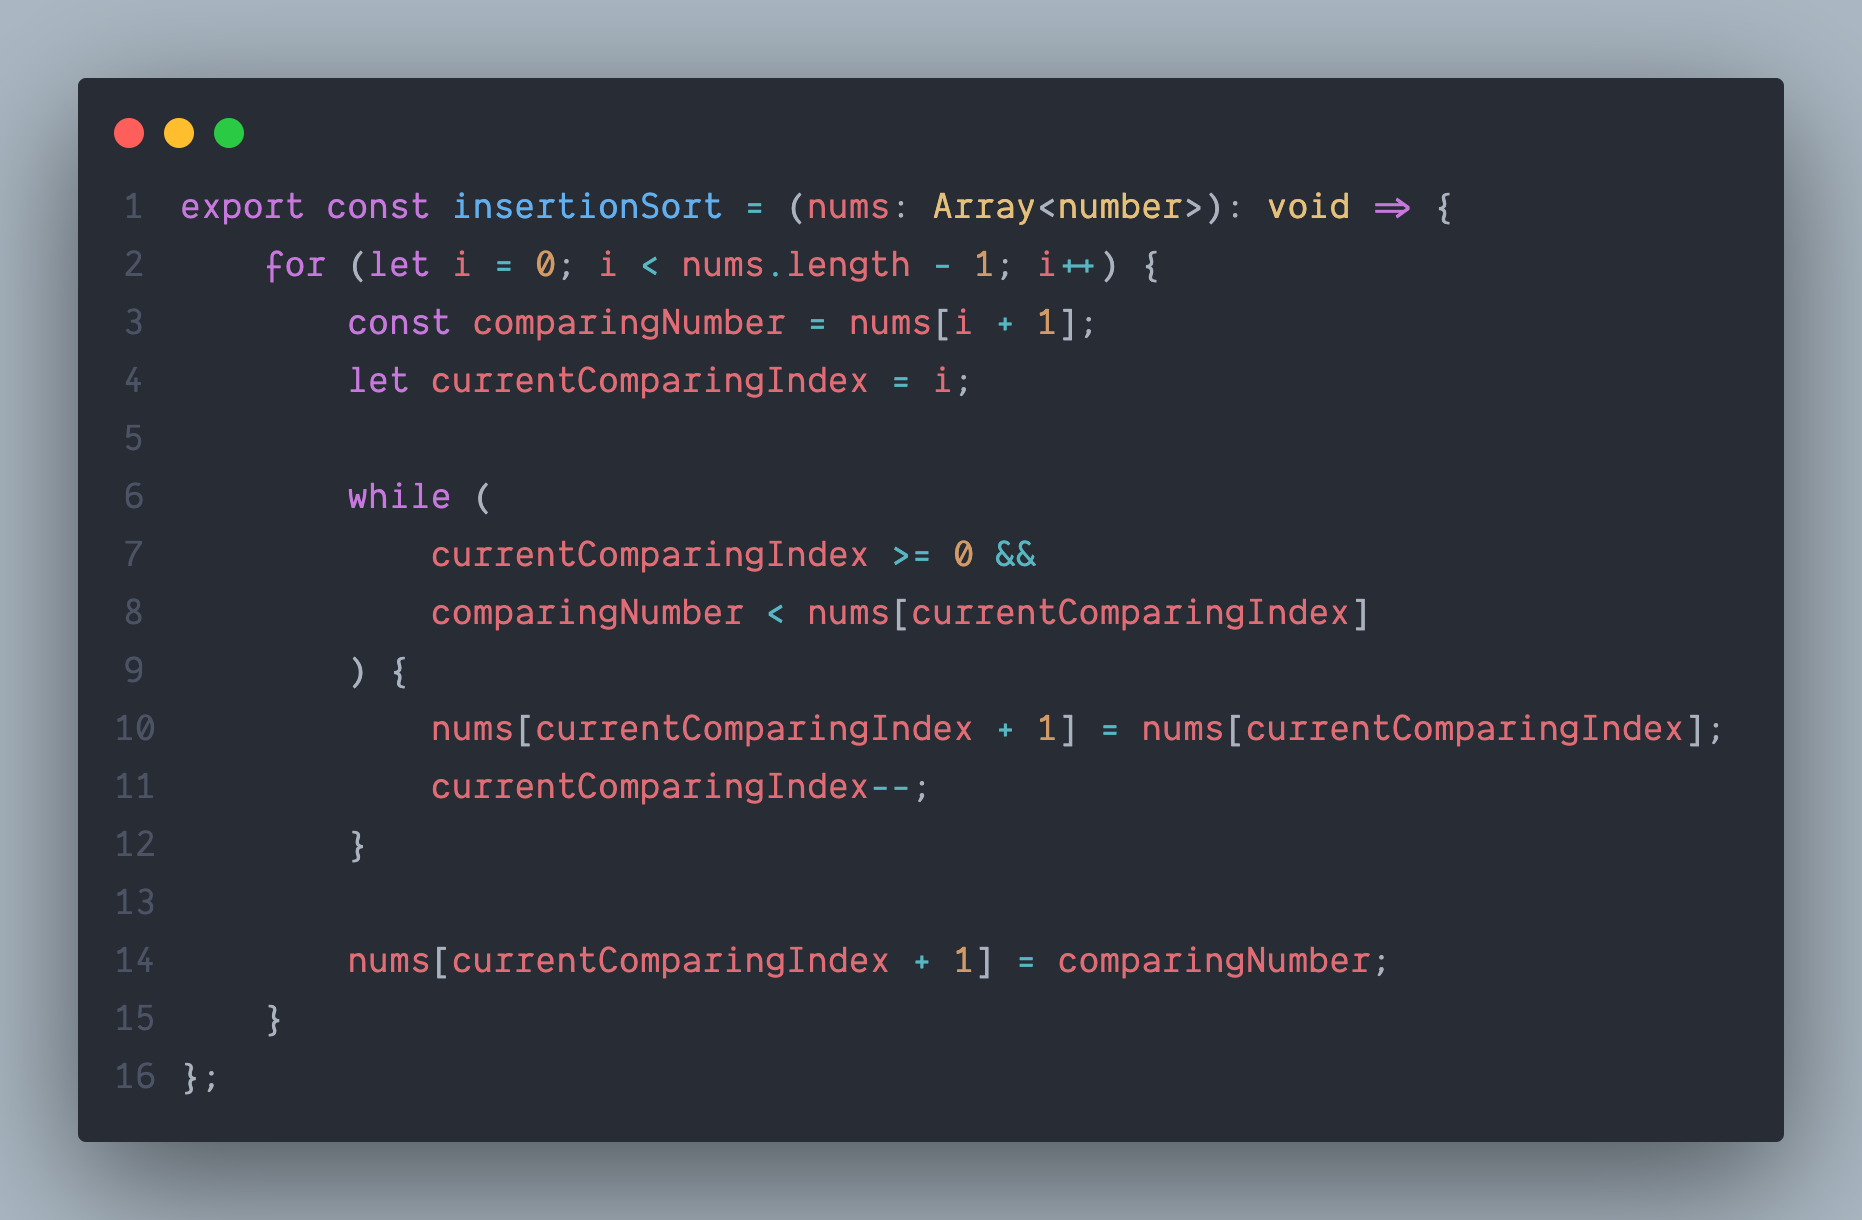 1 export const insertionSort = (nums: Array<number>): void => {
2     for (let i = 0; i < nums.length - 1; i++) {
3         const comparingNumber = nums[i + 1];
4         let currentComparingIndex = i;
5
6         while (
7             currentComparingIndex >= 0 &&
8             comparingNumber < nums[currentComparingIndex]
9         ) {
10             nums[currentComparingIndex + 1] = nums[currentComparingIndex];
11             currentComparingIndex--;
12         }
13
14         nums[currentComparingIndex + 1] = comparingNumber;
15     }
16 };